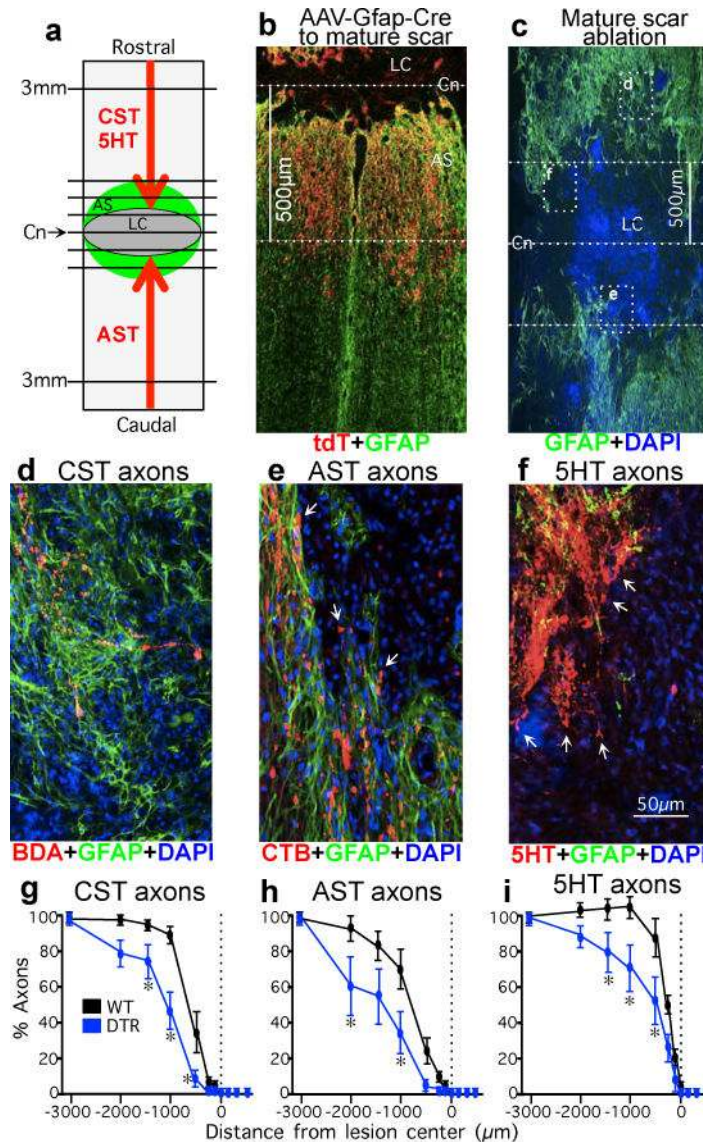 a
Rostral
3mm
CST
5HT
AS
LC
Cn
AST
3mm
Caudal
b AAV-Gfap-Cre
to mature scar
LC
Cn
AS
500µm
tdT+GFAP
c Mature scar
ablation
d
f
LC
500µm
Cn
e
GFAP+DAPI
d CST axons
BDA+GFAP+DAPI
e AST axons
CTB+GFAP+DAPI
f 5HT axons
50µm
5HT+GFAP+DAPI
g CST axons
% Axons
100
80
60
40
20
0
WT
DTR
* * *
-3000 -2000 -1000 0
h AST axons
100
80
60
40
20
0
* *
-3000 -2000 -1000 0
i 5HT axons
100
80
60
40
20
0
* * *
-3000 -2000 -1000 0
Distance from lesion center (µm)